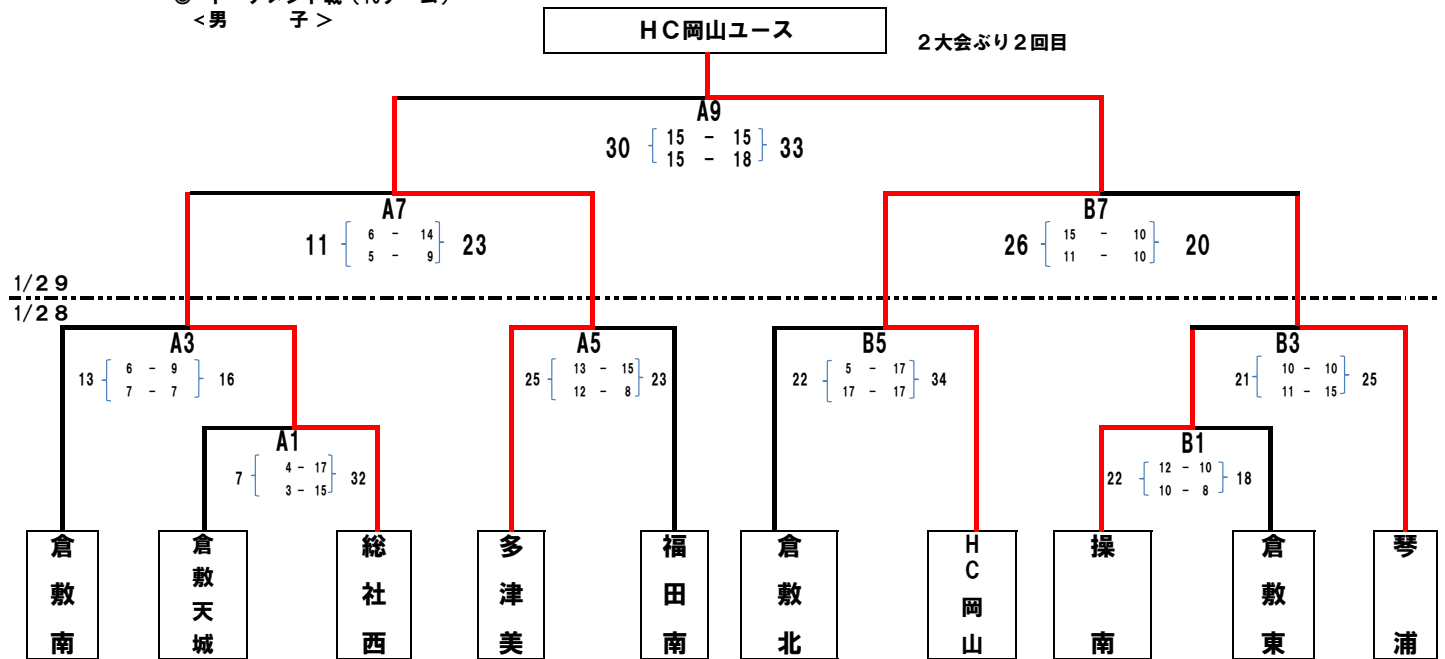 <男　　　子>
ＨＣ岡山ユース
２大会ぶり２回目
A9
30 15 - 15 33
15 - 18
A7
11 6 - 14 23
5 - 9
B7
26 15 - 10 20
11 - 10
1/29
1/28
A3
13 6 - 9 16
7 - 7
A5
25 13 - 15 23
12 - 8
B5
22 5 - 17 34
17 - 17
B3
21 10 - 10 25
11 - 15
A1
7 4 - 17 32
3 - 15
B1
22 12 - 10 18
10 - 8
倉敷南
倉敷天城
総社西
多津美
福田南
倉敷北
HC岡山
操南
倉敷東
琴浦